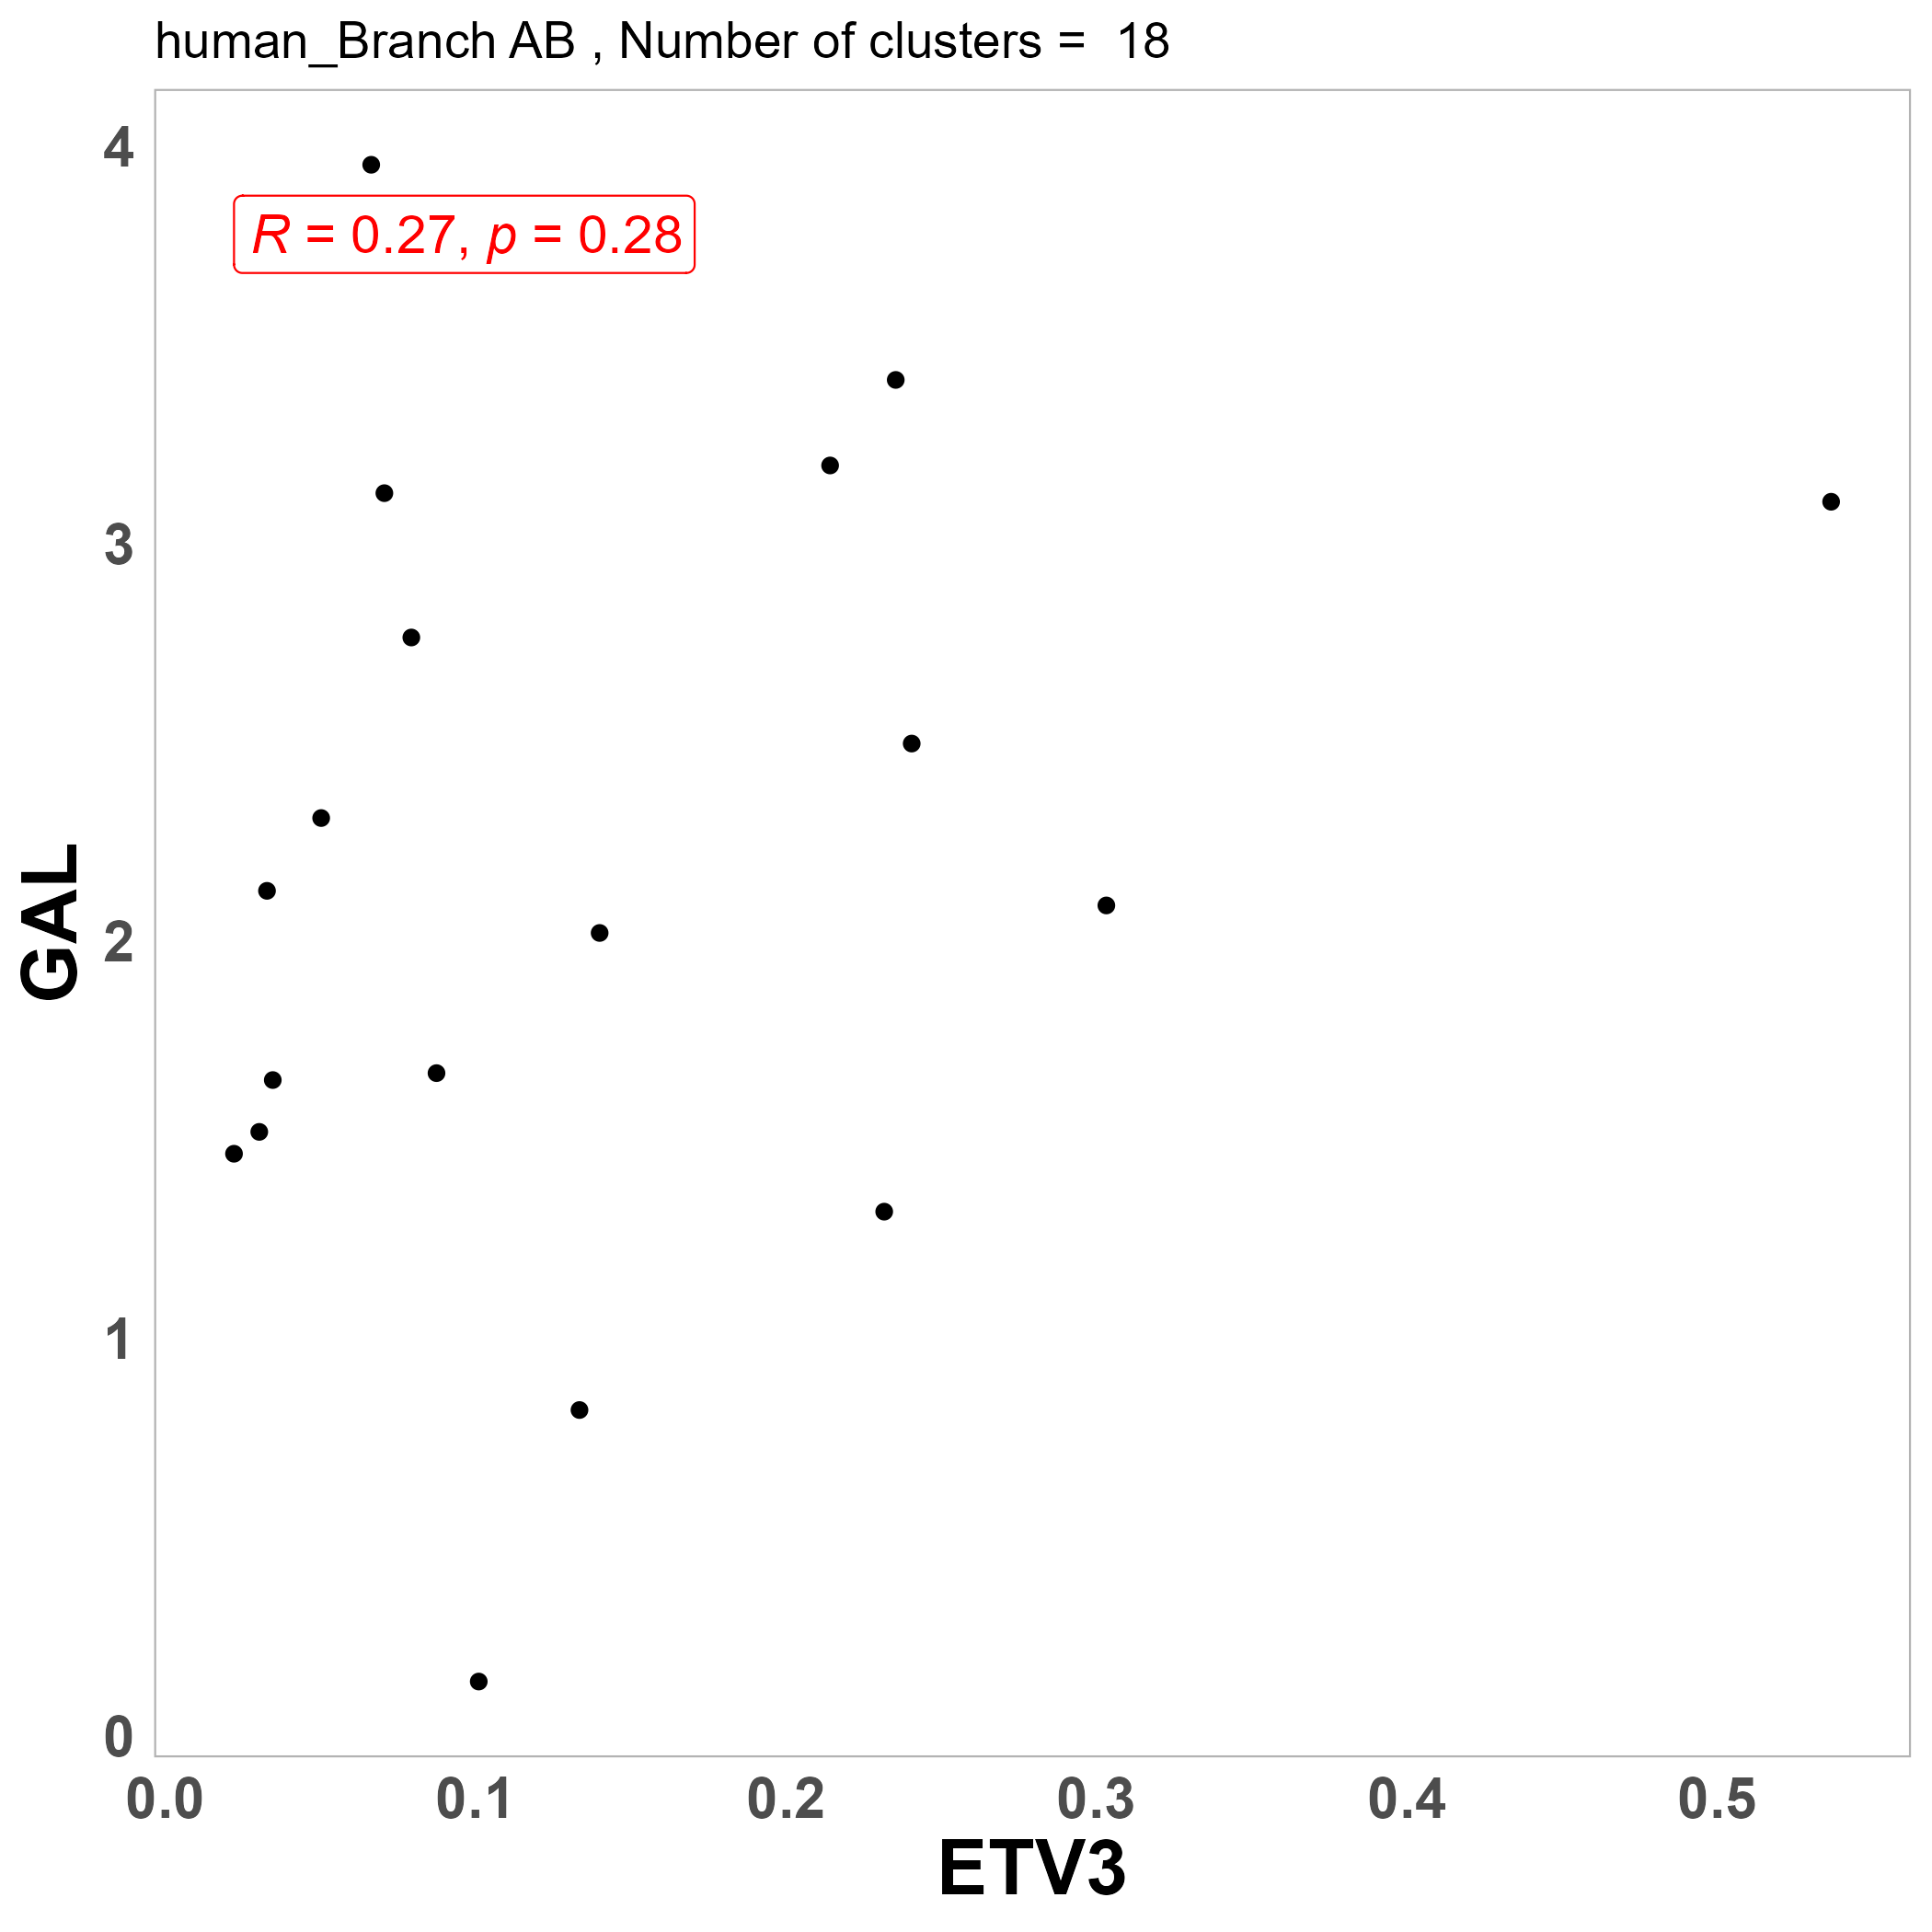 human_Branch AB , Number of clusters =  18
4
R = 0.27, p = 0.28
3
2
1
0
GAL
0.0 0.1 0.2 0.3 0.4 0.5
ETV3